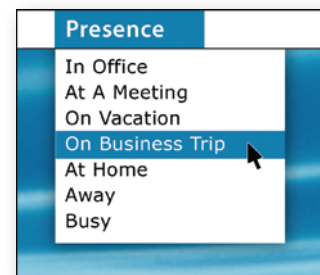 Presence
In Office
At A Meeting
On Vacation
On Business Trip
At Home
Away
Busy